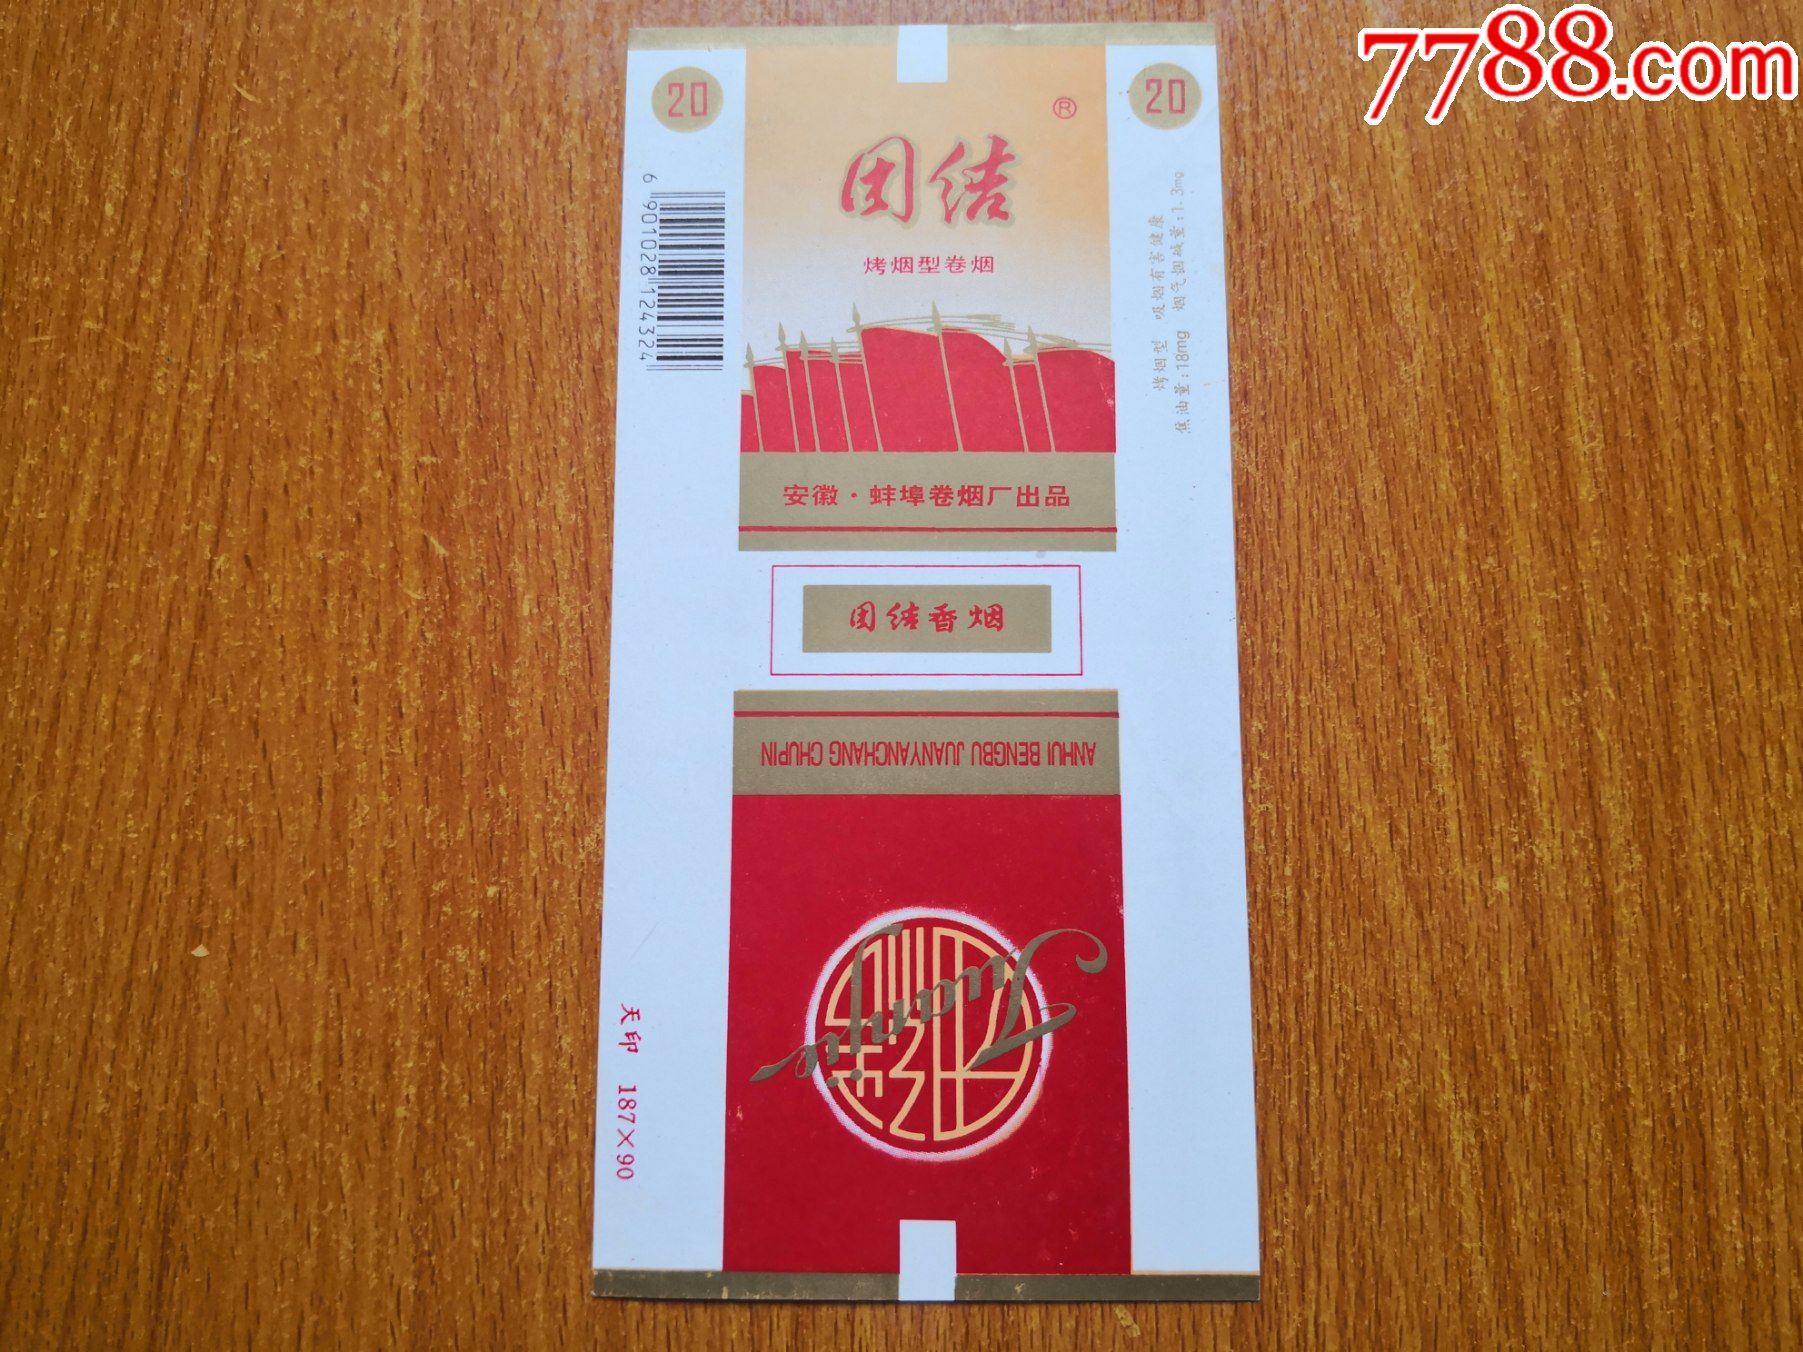 7788.com
20
20
®
团结
烤烟型卷烟
6 901028 124324
烤烟型 吸烟有害健康
焦油量:18mg 烟气烟碱量:1.3mg
安徽·蚌埠卷烟厂出品
团结香烟
ANHUI BENGBU JUANYANCHANG CHUPIN
TuanJie
团结
天印 187×90